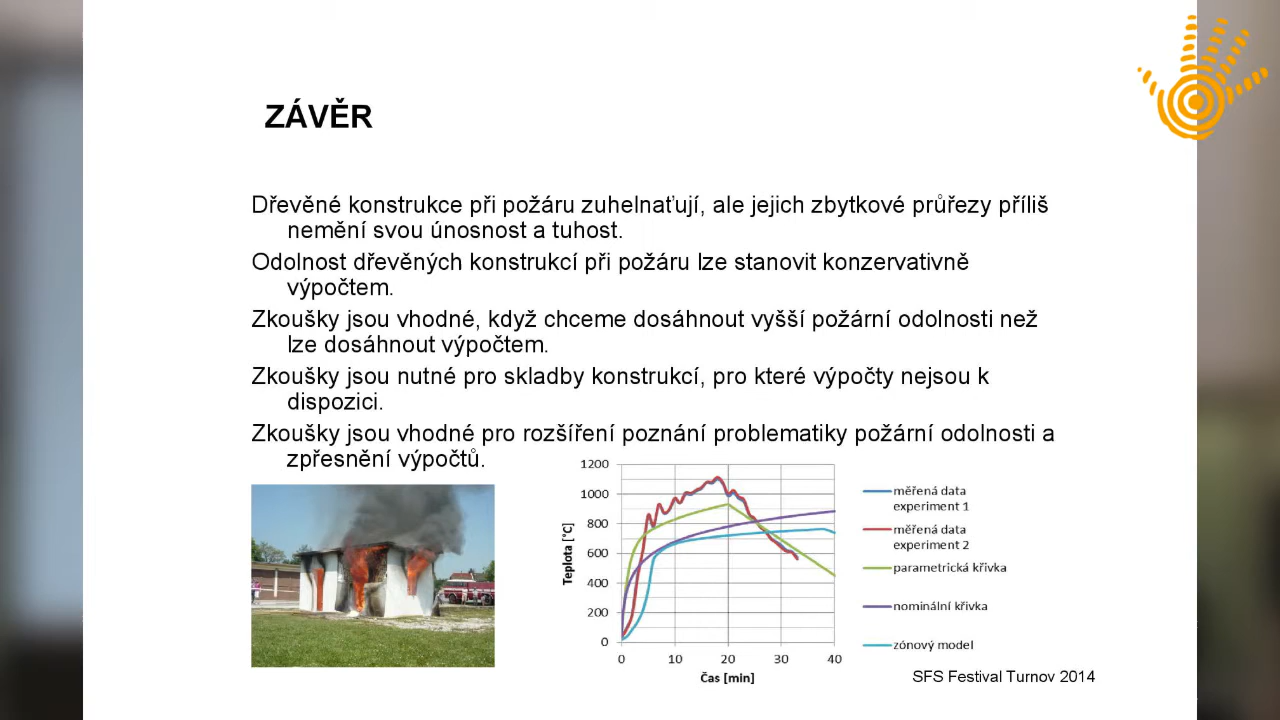 ZÁVĚR
Dřevěné konstrukce při požáru zuhelnaťují, ale jejich zbytkové průřezy příliš
nemění svou únosnost a tuhost.
Odolnost dřevěných konstrukcí při požáru lze stanovit konzervativně
výpočtem.
Zkoušky jsou vhodné, když chceme dosáhnout vyšší požární odolnosti než
lze dosáhnout výpočtem.
Zkoušky jsou nutné pro skladby konstrukcí, pro které výpočty nejsou k
dispozici.
Zkoušky jsou vhodné pro rozšíření poznání problematiky požární odolnosti a
zpřesnění výpočtů.
1200
1000
800
600
400
200
0
Teplota [°C]
0 10 20 30 40
Čas [min]
měřená data
experiment 1
měřená data
experiment 2
parametrická křivka
nominální křivka
zónový model
SFS Festival Turnov 2014